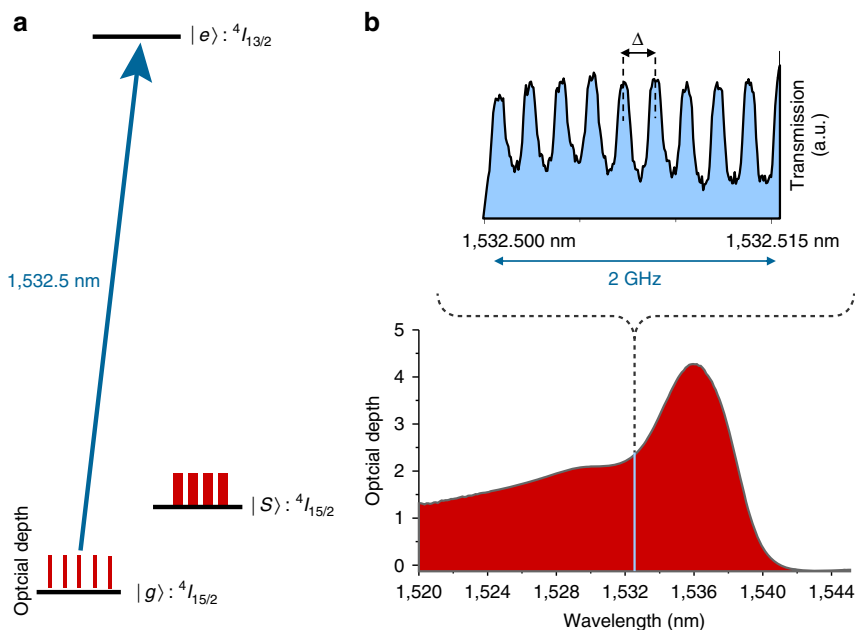 a
|e⟩: ⁴I₁₃/₂
1,532.5 nm
|S⟩: ⁴I₁₅/₂
Optcial depth
|g⟩: ⁴I₁₅/₂
b
Δ
Transmission
(a.u.)
1,532.500 nm
1,532.515 nm
2 GHz
5
4
3
2
1
0
Optcial depth
1,520
1,524
1,528
1,532
1,536
1,540
1,544
Wavelength (nm)